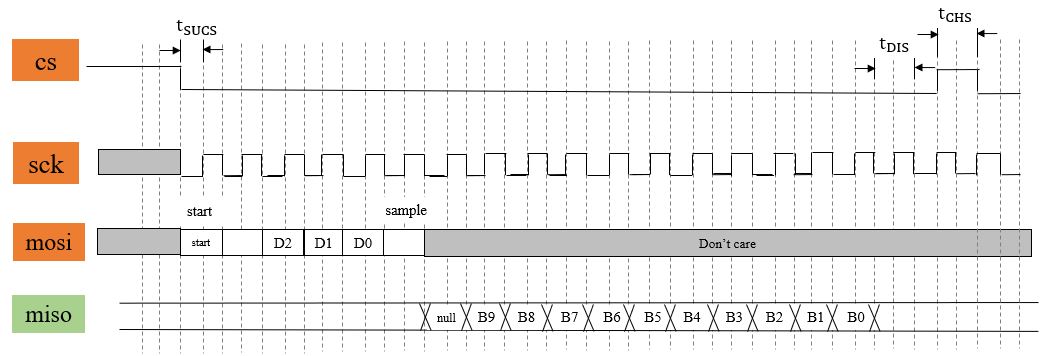 tSUCS
tCHS
tDIS
cs
sck
start
sample
mosi
start
D2
D1
D0
Don't care
miso
null
B9
B8
B7
B6
B5
B4
B3
B2
B1
B0